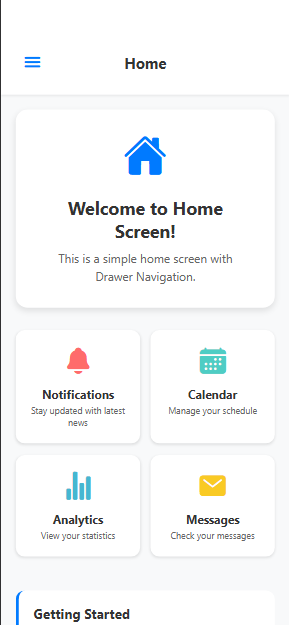 Home
Welcome to Home
Screen!
This is a simple home screen with
Drawer Navigation.
Notifications
Stay updated with latest
news
Calendar
Manage your schedule
Analytics
View your statistics
Messages
Check your messages
Getting Started